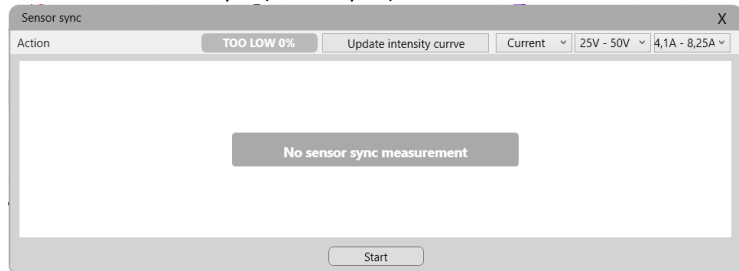 Sensor sync X
Action TOO LOW 0% Update intensity currve Current 25V - 50V 4,1A - 8,25A
No sensor sync measurement
Start